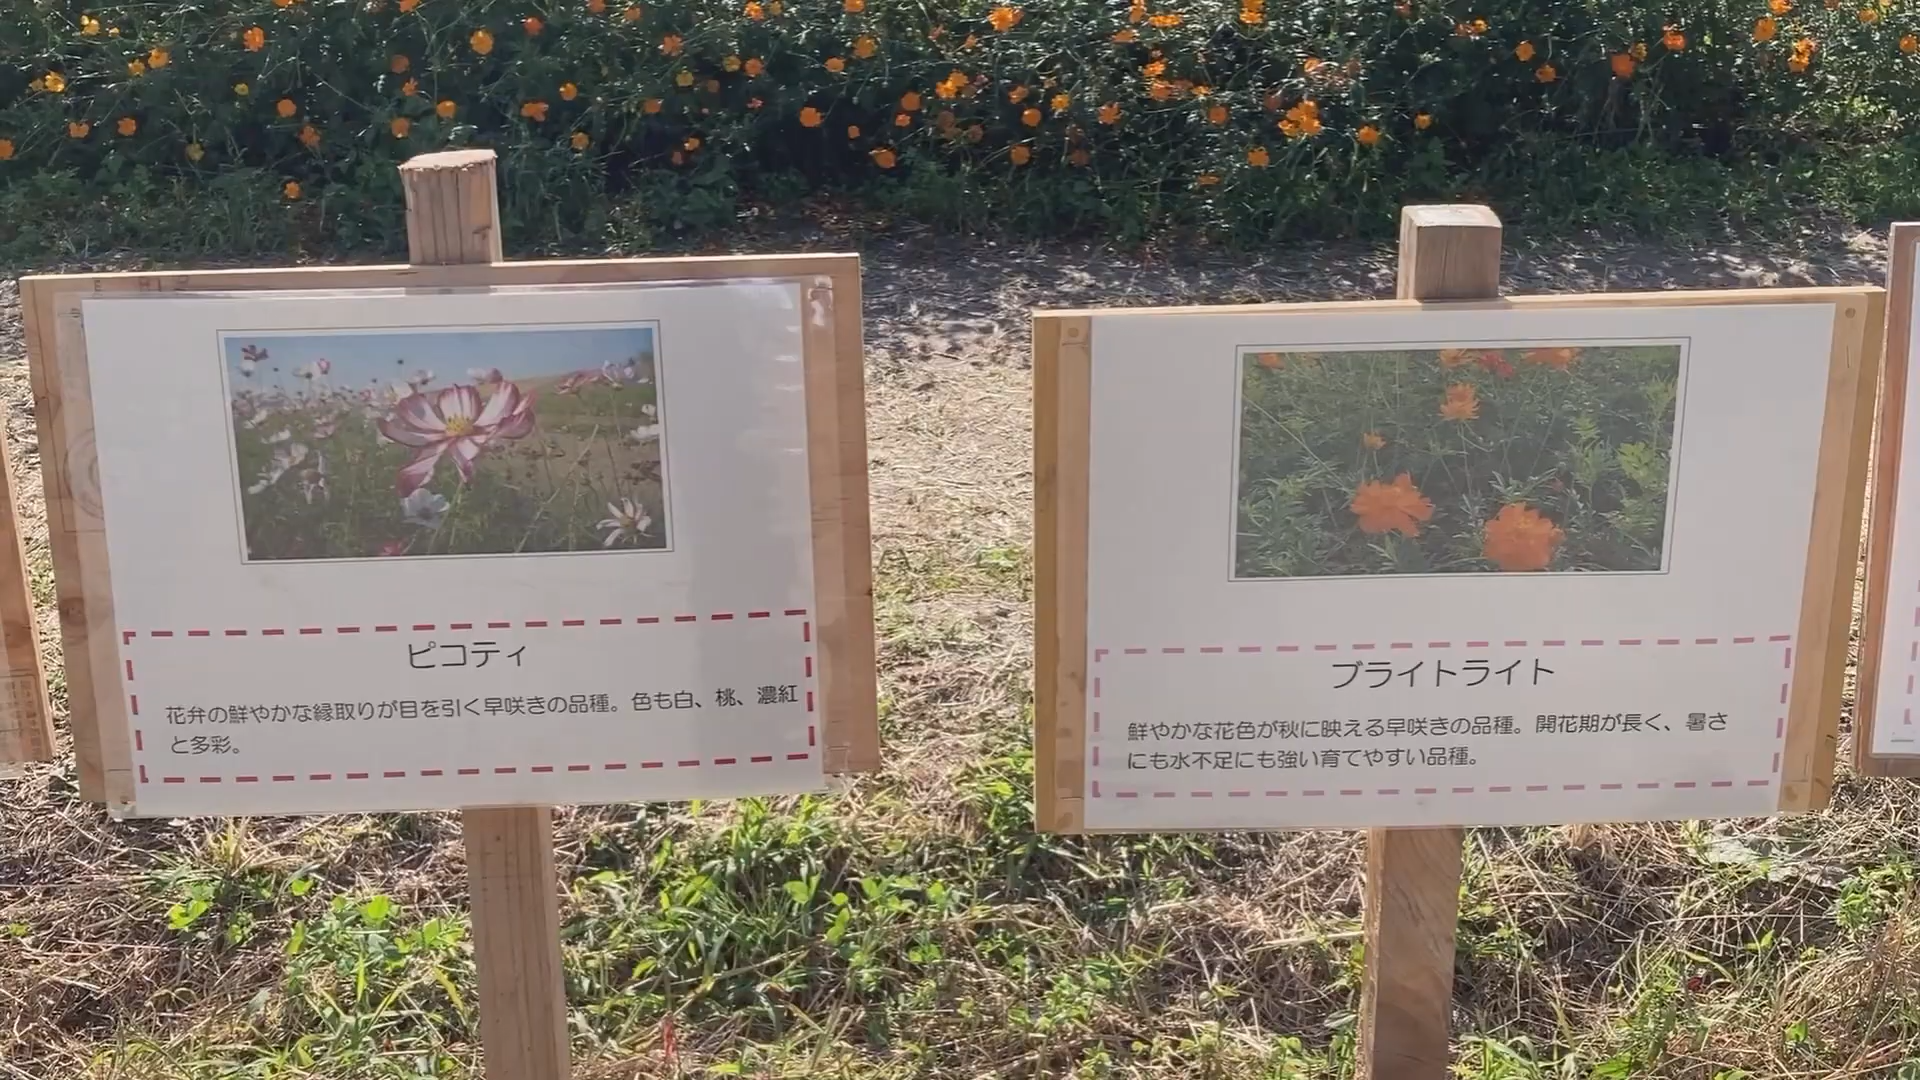 ピコティ
花弁の鮮やかな縁取りが目を引く早咲きの品種。色も白、桃、濃紅
と多彩。
ブライトライト
鮮やかな花色が秋に映える早咲きの品種。開花期が長く、暑さ
にも水不足にも強い育てやすい品種。